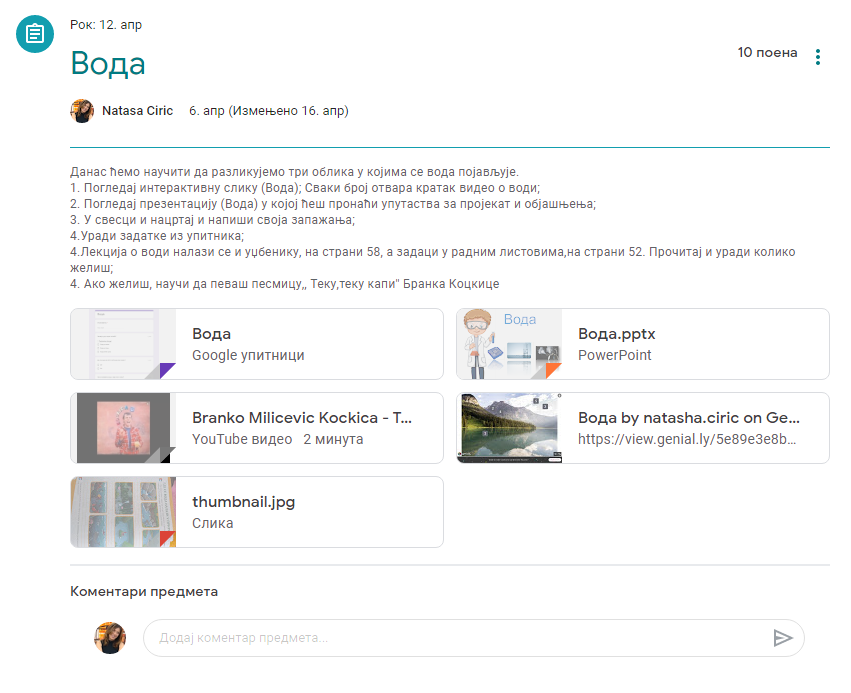 Рок: 12. апр
Вода
10 поена
Natasa Ciric 6. апр (Измењено 16. апр)
Данас ћемо научити да разликујемо три облика у којима се вода појављује.
1. Погледај интерактивну слику (Вода); Сваки број отвара кратак видео о води;
2. Погледај презентацију (Вода) у којој ћеш пронаћи упутаства за пројекат и објашњења;
3. У свесци и нацртај и напиши своја запажања;
4.Уради задатке из упитника;
4.Лекција о води налази се и уџбенику, на страни 58, а задаци у радним листовима,на страни 52. Прочитај и уради колико
желиш;
4. Ако желиш, научи да певаш песмицу,, Теку,теку капи" Бранка Коцкице
Вода
Google упитници
Вода
Вода.pptx
PowerPoint
Branko Milicevic Kockica - T...
YouTube видео 2 минута
Вода by natasha.ciric on Ge...
https://view.genial.ly/5e89e3e8b...
thumbnail.jpg
Слика
Коментари предмета
Додај коментар предмета...